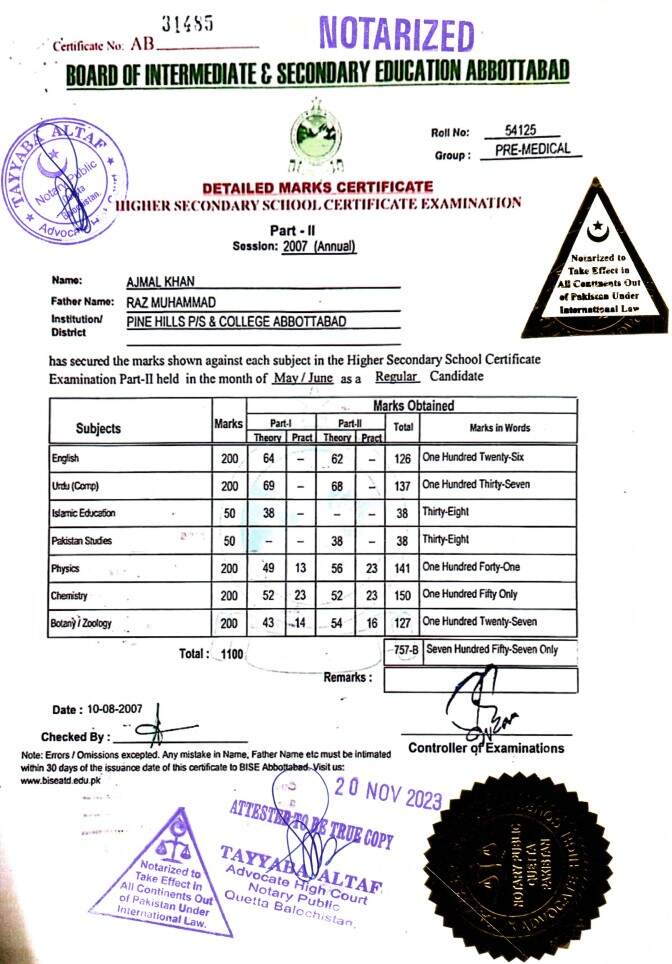 31485
NOTARIZED
Certificate No: AB
BOARD OF INTERMEDIATE & SECONDARY EDUCATION ABBOTTABAD
Roll No: 54125
Group : PRE-MEDICAL
TAYYABA ALTAF
Notary Public
Quetta
Balochistan.
DETAILED MARKS CERTIFICATE
HIGHER SECONDARY SCHOOL CERTIFICATE EXAMINATION
Part - II
Session: 2007 (Annual)
Notarized to
Take Effect in
All Continents Out
of Pakistan Under
International Law
Name: AJMAL KHAN
Father Name: RAZ MUHAMMAD
Institution/ District PINE HILLS P/S & COLLEGE ABBOTTABAD
has secured the marks shown against each subject in the Higher Secondary School Certificate
Examination Part-II held in the month of May / June as a Regular Candidate
Subjects Marks Marks Obtained
Part-I Part-II Total Marks in Words
Theory Pract Theory Pract
English 200 64 – 62 – 126 One Hundred Twenty-Six
Urdu (Comp) 200 69 – 68 – 137 One Hundred Thirty-Seven
Islamic Education 50 38 – – – 38 Thirty-Eight
Pakistan Studies 50 – – 38 – 38 Thirty-Eight
Physics 200 49 13 56 23 141 One Hundred Forty-One
Chemistry 200 52 23 52 23 150 One Hundred Fifty Only
Botany / Zoology 200 43 14 54 16 127 One Hundred Twenty-Seven
Total : 1100 757-B Seven Hundred Fifty-Seven Only
Remarks :
Date : 10-08-2007
Checked By :
Controller of Examinations
Note: Errors / Omissions excepted. Any mistake in Name, Father Name etc must be intimated
within 30 days of the issuance date of this certificate to BISE Abbottabad. Visit us:
www.biseatd.edu.pk
20 NOV 2023
ATTESTED TO BE TRUE COPY
TAYYABA ALTAF
Advocate High Court
Notary Public
Quetta Balochistan.
Notarized to
Take Effect In
All Continents Out
of Pakistan Under
International Law.
NOTARY PUBLIC
QUETTA
PAKISTAN